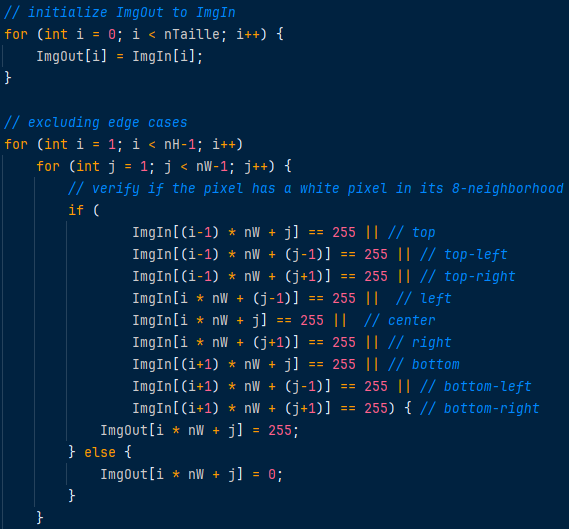 // initialize ImgOut to ImgIn
for (int i = 0; i < nTaille; i++) {
    ImgOut[i] = ImgIn[i];
}

// excluding edge cases
for (int i = 1; i < nH-1; i++)
    for (int j = 1; j < nW-1; j++) {
        // verify if the pixel has a white pixel in its 8-neighborhood
        if (
                ImgIn[(i-1) * nW + j] == 255 || // top
                ImgIn[(i-1) * nW + (j-1)] == 255 || // top-left
                ImgIn[(i-1) * nW + (j+1)] == 255 || // top-right
                ImgIn[i * nW + (j-1)] == 255 ||  // left
                ImgIn[i * nW + j] == 255 ||  // center
                ImgIn[i * nW + (j+1)] == 255 || // right
                ImgIn[(i+1) * nW + j] == 255 || // bottom
                ImgIn[(i+1) * nW + (j-1)] == 255 || // bottom-left
                ImgIn[(i+1) * nW + (j+1)] == 255) { // bottom-right
            ImgOut[i * nW + j] = 255;
        } else {
            ImgOut[i * nW + j] = 0;
        }
    }